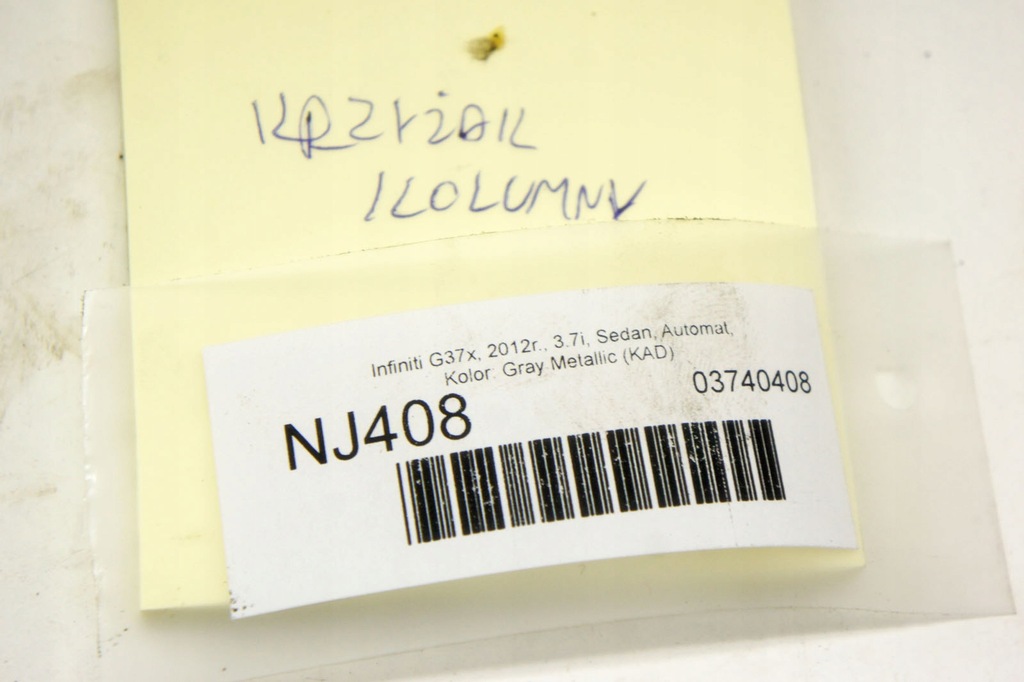 KRZYŻAK
KOLUMNY
Infiniti G37x, 2012r., 3.7i, Sedan, Automat,
Kolor: Gray Metallic (KAD)
03740408
NJ408